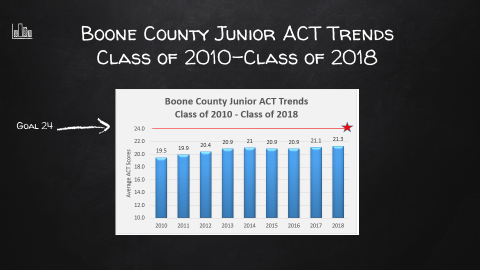 Boone County Junior ACT Trends
Class of 2010-Class of 2018
Goal 24
Boone County Junior ACT Trends
Class of 2010 - Class of 2018
Average ACT Scores
24.0
22.0
20.0
18.0
16.0
14.0
12.0
10.0
19.5 19.9 20.4 20.9 21 20.9 20.9 21.1 21.3
2010 2011 2012 2013 2014 2015 2016 2017 2018